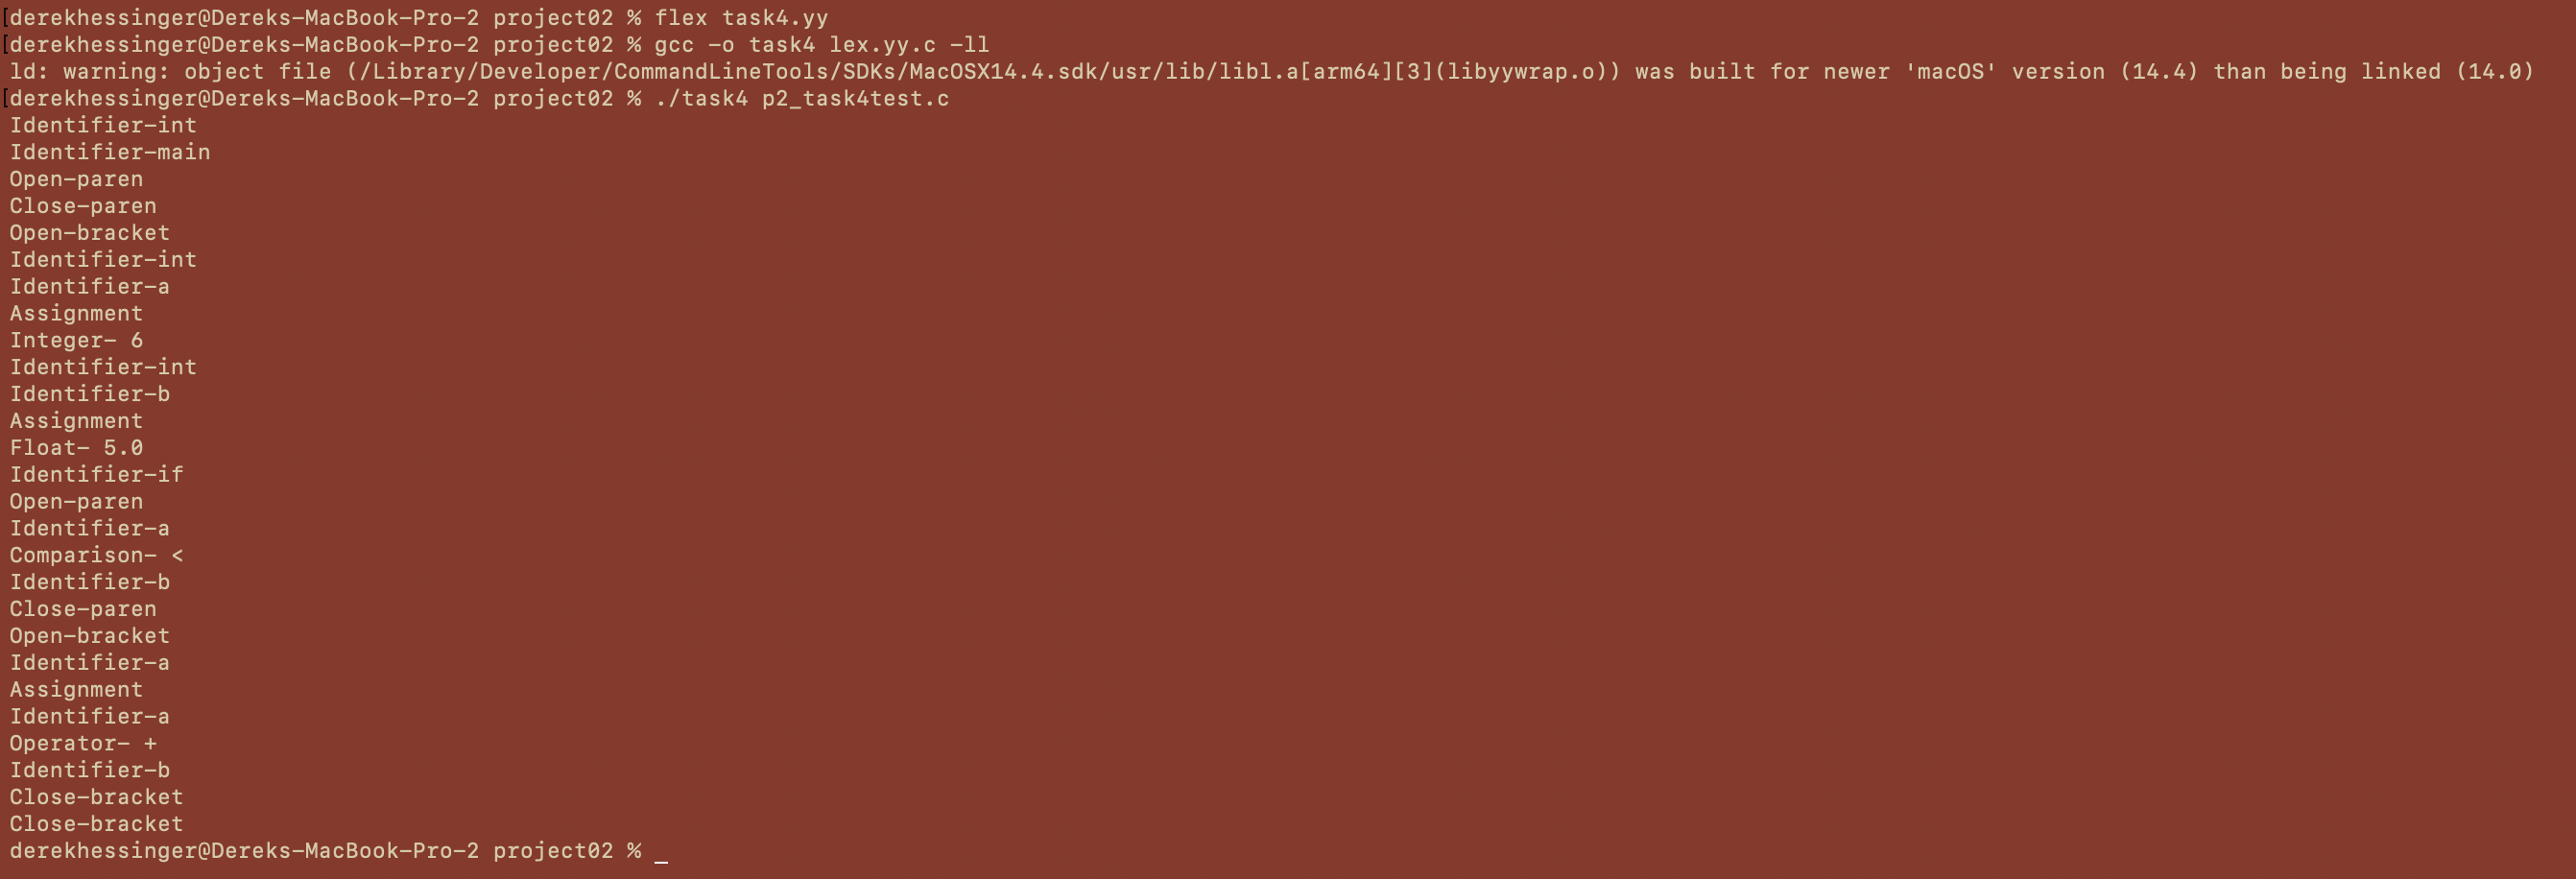 [derekhessinger@Dereks-MacBook-Pro-2 project02 % flex task4.yy
[derekhessinger@Dereks-MacBook-Pro-2 project02 % gcc -o task4 lex.yy.c -ll
ld: warning: object file (/Library/Developer/CommandLineTools/SDKs/MacOSX14.4.sdk/usr/lib/libl.a[arm64][3](libyywrap.o)) was built for newer 'macOS' version (14.4) than being linked (14.0)
[derekhessinger@Dereks-MacBook-Pro-2 project02 % ./task4 p2_task4test.c
Identifier-int
Identifier-main
Open-paren
Close-paren
Open-bracket
Identifier-int
Identifier-a
Assignment
Integer- 6
Identifier-int
Identifier-b
Assignment
Float- 5.0
Identifier-if
Open-paren
Identifier-a
Comparison- <
Identifier-b
Close-paren
Open-bracket
Identifier-a
Assignment
Identifier-a
Operator- +
Identifier-b
Close-bracket
Close-bracket
derekhessinger@Dereks-MacBook-Pro-2 project02 % _